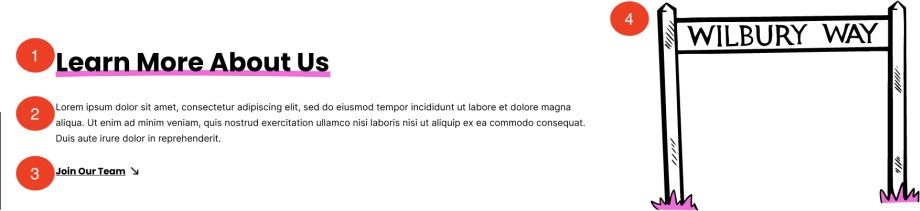 1
Learn More About Us
2
Lorem ipsum dolor sit amet, consectetur adipiscing elit, sed do eiusmod tempor incididunt ut labore et dolore magna
aliqua. Ut enim ad minim veniam, quis nostrud exercitation ullamco nisi laboris nisi ut aliquip ex ea commodo consequat.
Duis aute irure dolor in reprehenderit.
3
Join Our Team
4
WILBURY WAY